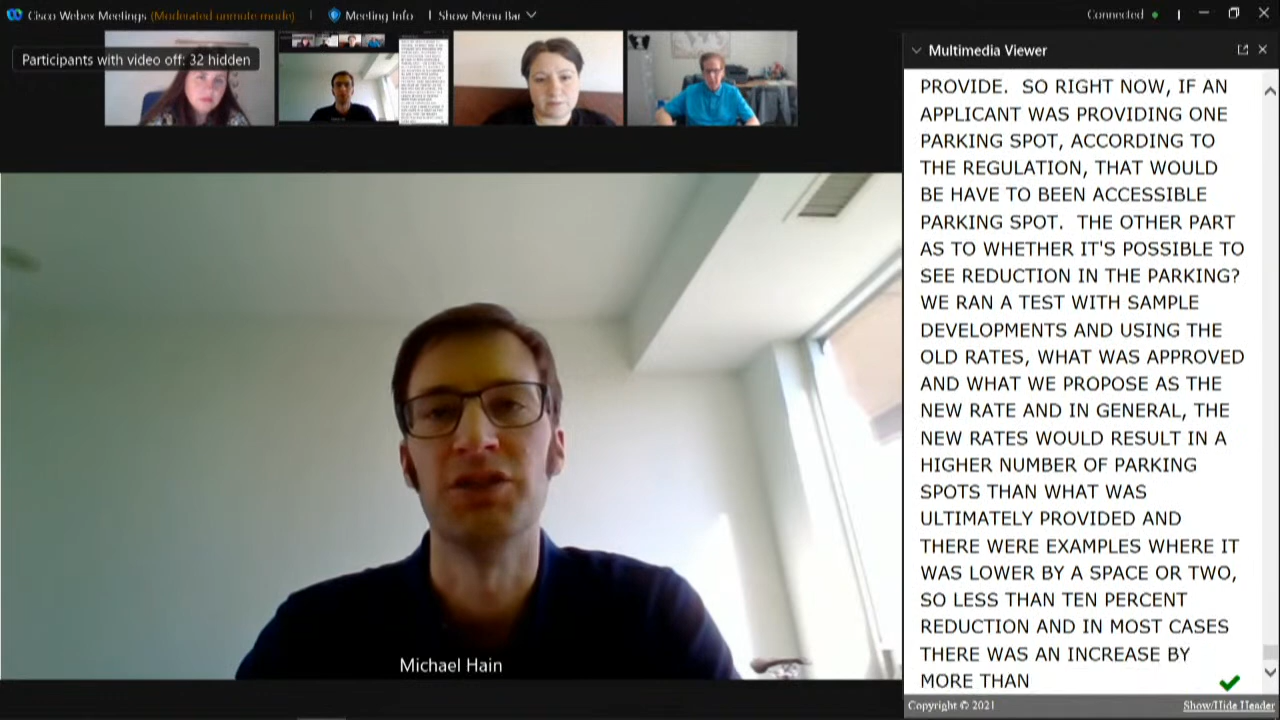 Cisco Webex Meetings (Moderated unmute mode) | Meeting Info | Show Menu Bar
Connected
Participants with video off: 32 hidden
Multimedia Viewer
PROVIDE. SO RIGHT NOW, IF AN
APPLICANT WAS PROVIDING ONE
PARKING SPOT, ACCORDING TO
THE REGULATION, THAT WOULD
BE HAVE TO BEEN ACCESSIBLE
PARKING SPOT. THE OTHER PART
AS TO WHETHER IT'S POSSIBLE TO
SEE REDUCTION IN THE PARKING?
WE RAN A TEST WITH SAMPLE
DEVELOPMENTS AND USING THE
OLD RATES, WHAT WAS APPROVED
AND WHAT WE PROPOSE AS THE
NEW RATE AND IN GENERAL, THE
NEW RATES WOULD RESULT IN A
HIGHER NUMBER OF PARKING
SPOTS THAN WHAT WAS
ULTIMATELY PROVIDED AND
THERE WERE EXAMPLES WHERE IT
WAS LOWER BY A SPACE OR TWO,
SO LESS THAN TEN PERCENT
REDUCTION AND IN MOST CASES
THERE WAS AN INCREASE BY
MORE THAN
Michael Hain
Copyright © 2021
Show/Hide Header